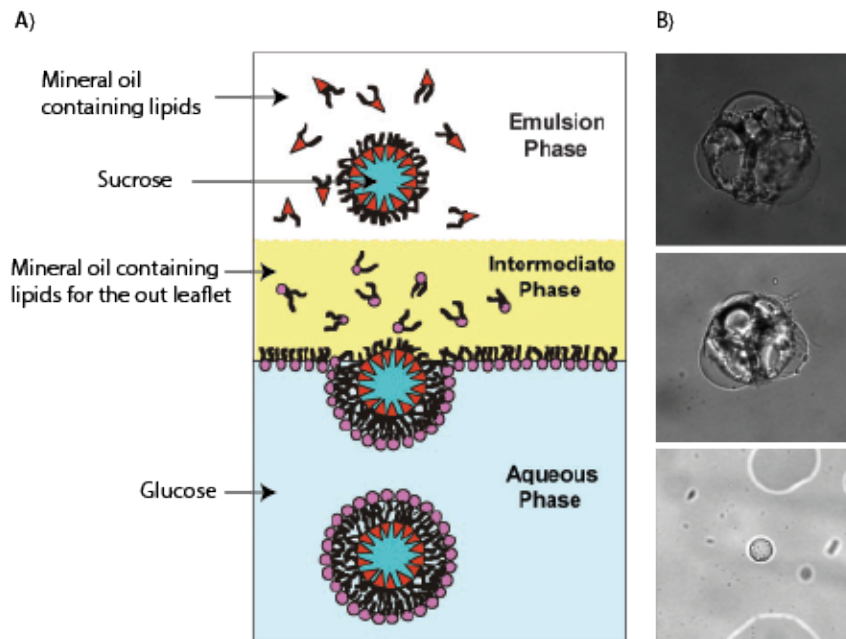 A)
B)
Mineral oil
containing lipids
Emulsion
Phase
Sucrose
Mineral oil containing
lipids for the out leaflet
Intermediate
Phase
Glucose
Aqueous
Phase